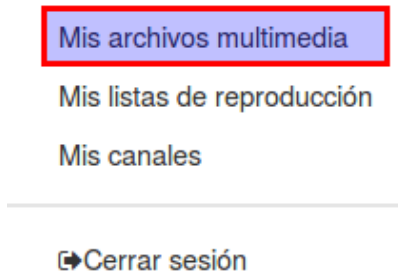 Mis archivos multimedia
Mis listas de reproducción
Mis canales
Cerrar sesión